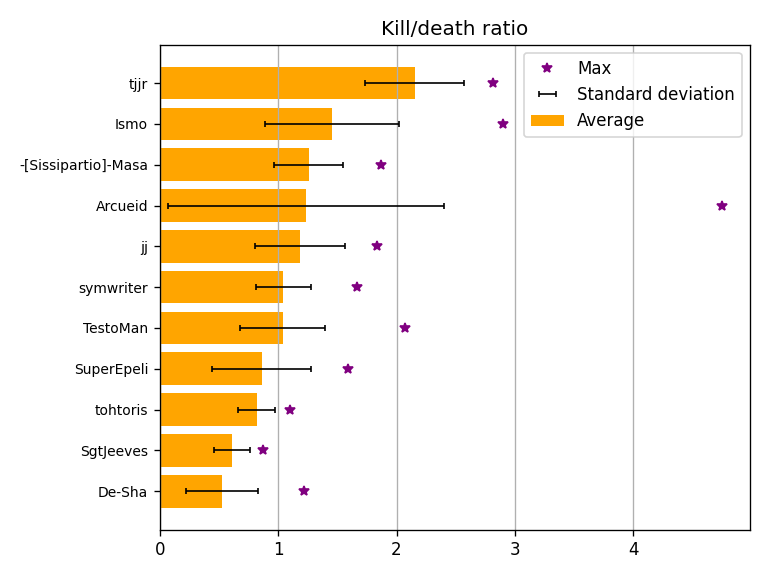 Kill/death ratio
Max
Standard deviation
Average
tjjr
Ismo
-[Sissipartio]-Masa
Arcueid
jj
symwriter
TestoMan
SuperEpeli
tohtoris
SgtJeeves
De-Sha
0 1 2 3 4